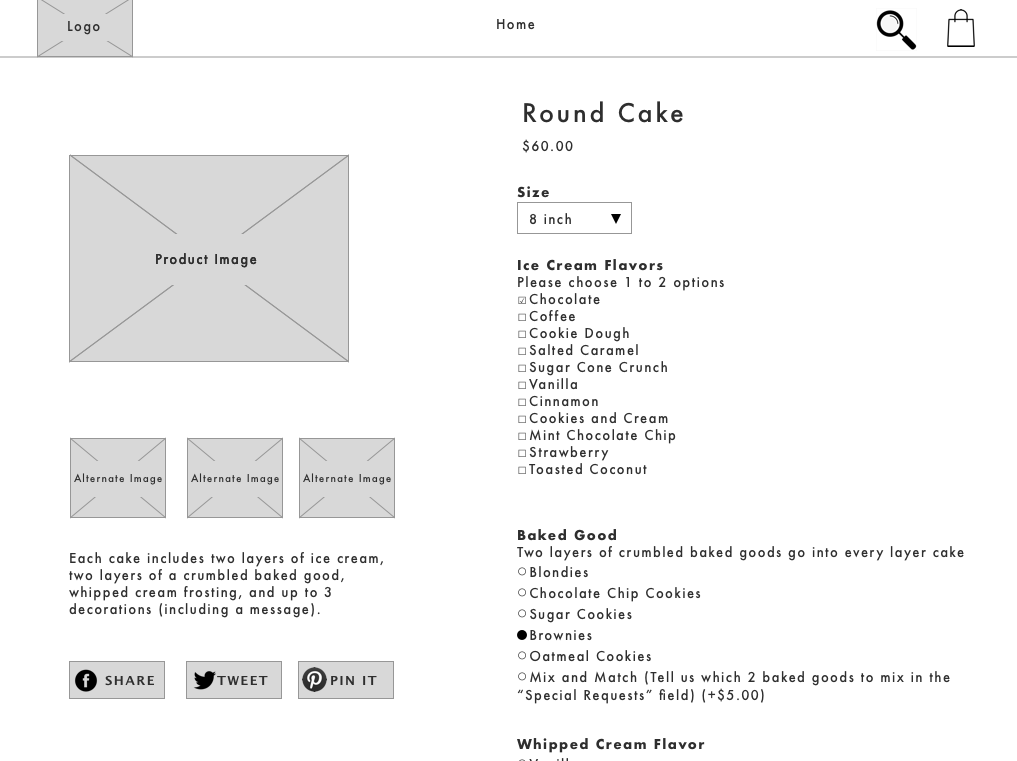 Logo
Home
Round Cake
$60.00
Product Image
Alternate Image
Alternate Image
Alternate Image
Each cake includes two layers of ice cream,
two layers of a crumbled baked good,
whipped cream frosting, and up to 3
decorations (including a message).
SHARE
TWEET
PIN IT
Size
8 inch
Ice Cream Flavors
Please choose 1 to 2 options
Chocolate
Coffee
Cookie Dough
Salted Caramel
Sugar Cone Crunch
Vanilla
Cinnamon
Cookies and Cream
Mint Chocolate Chip
Strawberry
Toasted Coconut
Baked Good
Two layers of crumbled baked goods go into every layer cake
Blondies
Chocolate Chip Cookies
Sugar Cookies
Brownies
Oatmeal Cookies
Mix and Match (Tell us which 2 baked goods to mix in the
“Special Requests” field) (+$5.00)
Whipped Cream Flavor